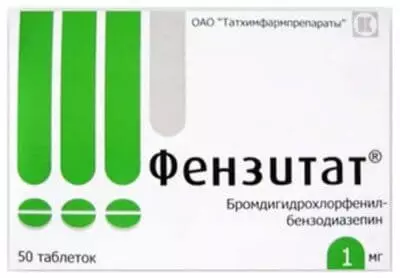 ОАО "Татхимфармпрепараты"
Фензитат®
Бромдигидрохлорфенил-
бензодиазепин
50 таблеток
1 мг